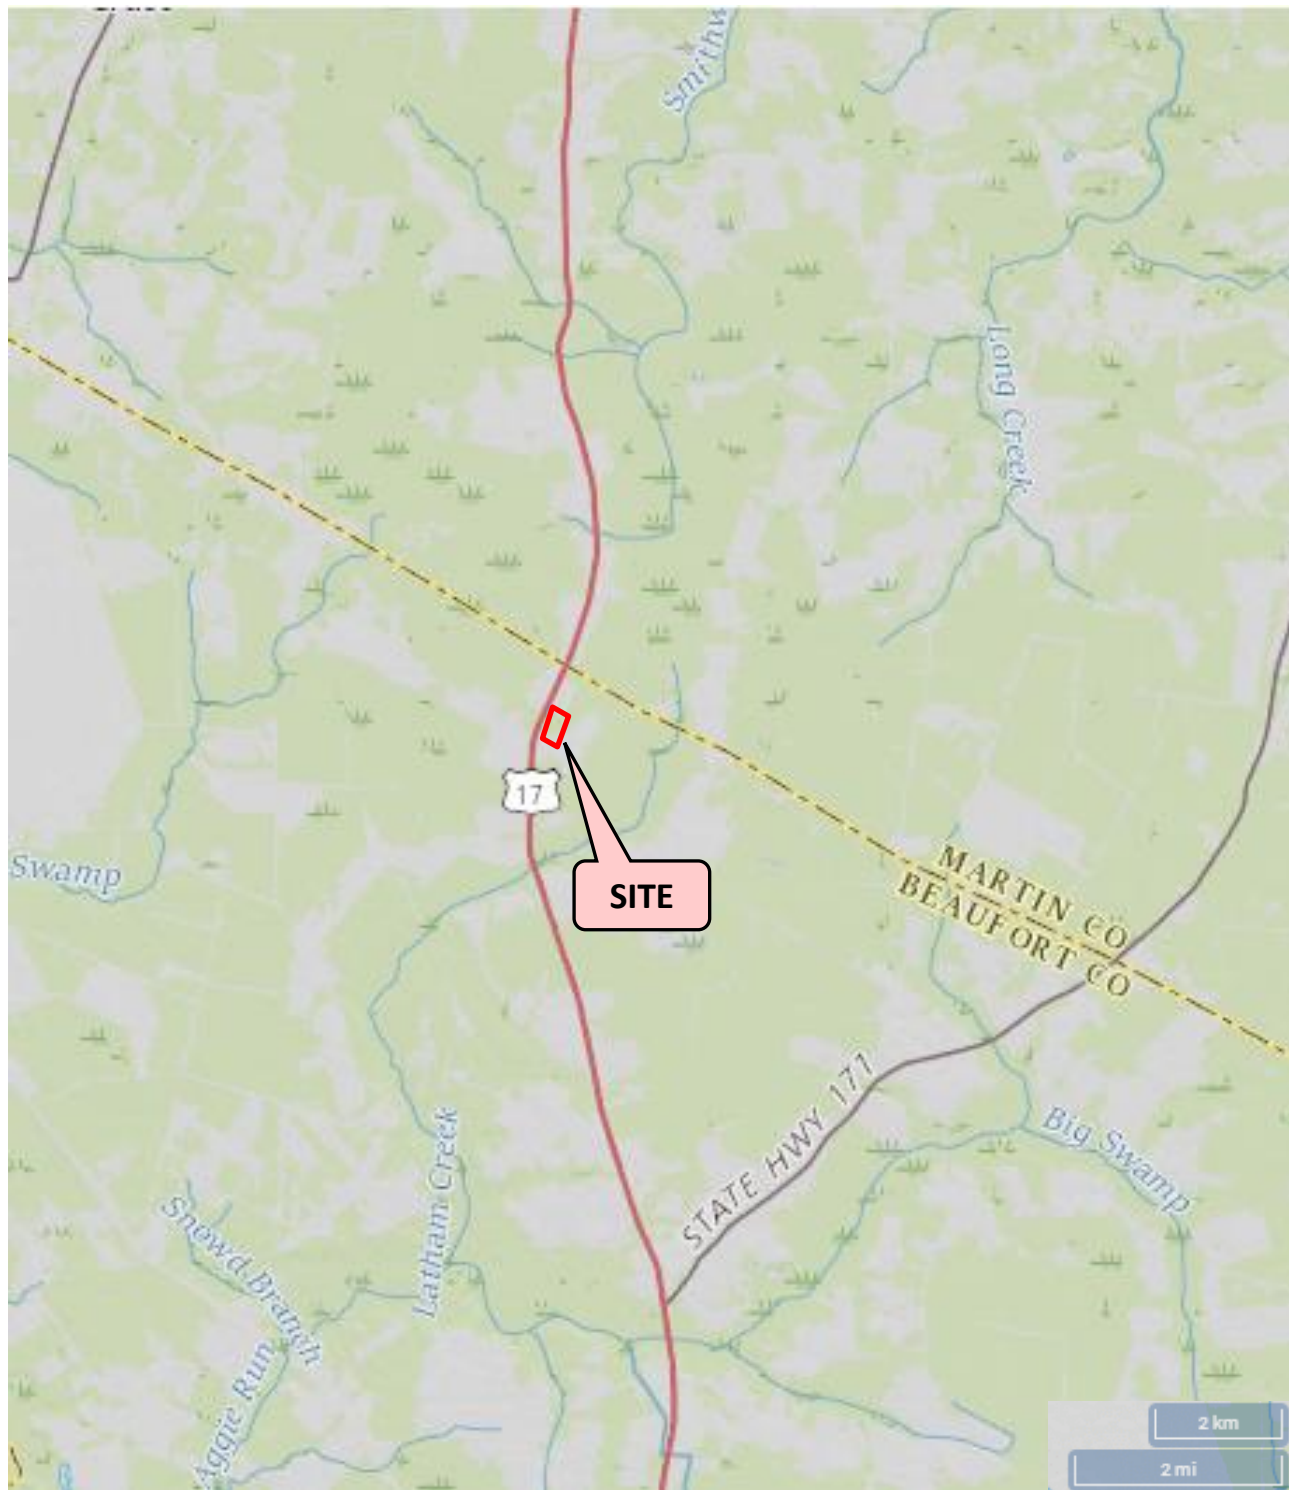 Smithw
Long Creek
17
Swamp
SITE
MARTIN CO
BEAUFORT CO
STATE HWY 171
Big Swamp
Latham Creek
Snowd Branch
Aggie Run
2 km
2 mi